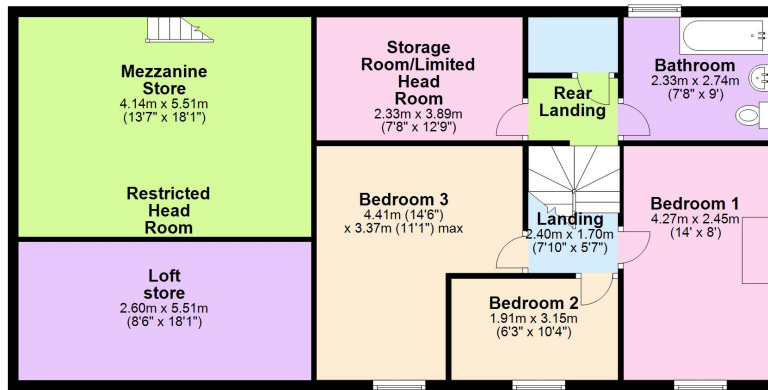 Mezzanine
Store
4.14m x 5.51m
(13'7" x 18'1")
Restricted
Head
Room
Loft
store
2.60m x 5.51m
(8'6" x 18'1")
Storage
Room/Limited
Head
Room
2.33m x 3.89m
(7'8" x 12'9")
Rear
Landing
Bathroom
2.33m x 2.74m
(7'8" x 9')
Bedroom 3
4.41m (14'6")
x 3.37m (11'1") max
Landing
2.40m x 1.70m
(7'10" x 5'7")
Bedroom 1
4.27m x 2.45m
(14' x 8')
Bedroom 2
1.91m x 3.15m
(6'3" x 10'4")